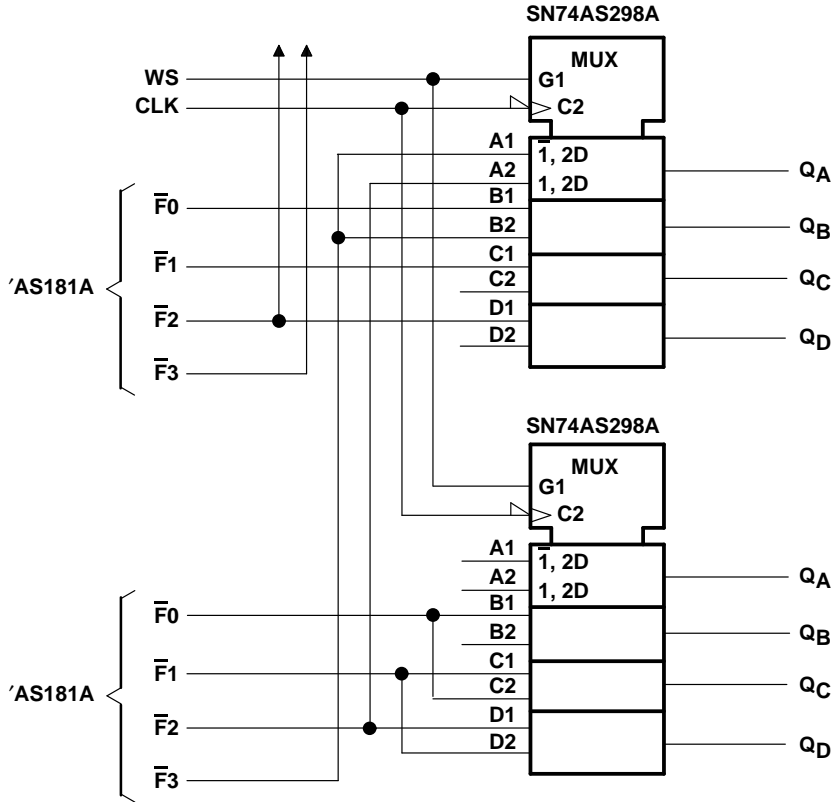 SN74AS298A
MUX
WS
G1
CLK
C2
A1
1̅, 2D
QA
A2
1, 2D
B1
F̅0
B2
QB
C1
F̅1
C2
QC
′AS181A
D1
F̅2
D2
QD
F̅3
SN74AS298A
MUX
G1
C2
A1
1̅, 2D
QA
A2
1, 2D
B1
F̅0
B2
QB
C1
F̅1
C2
QC
′AS181A
D1
F̅2
D2
QD
F̅3